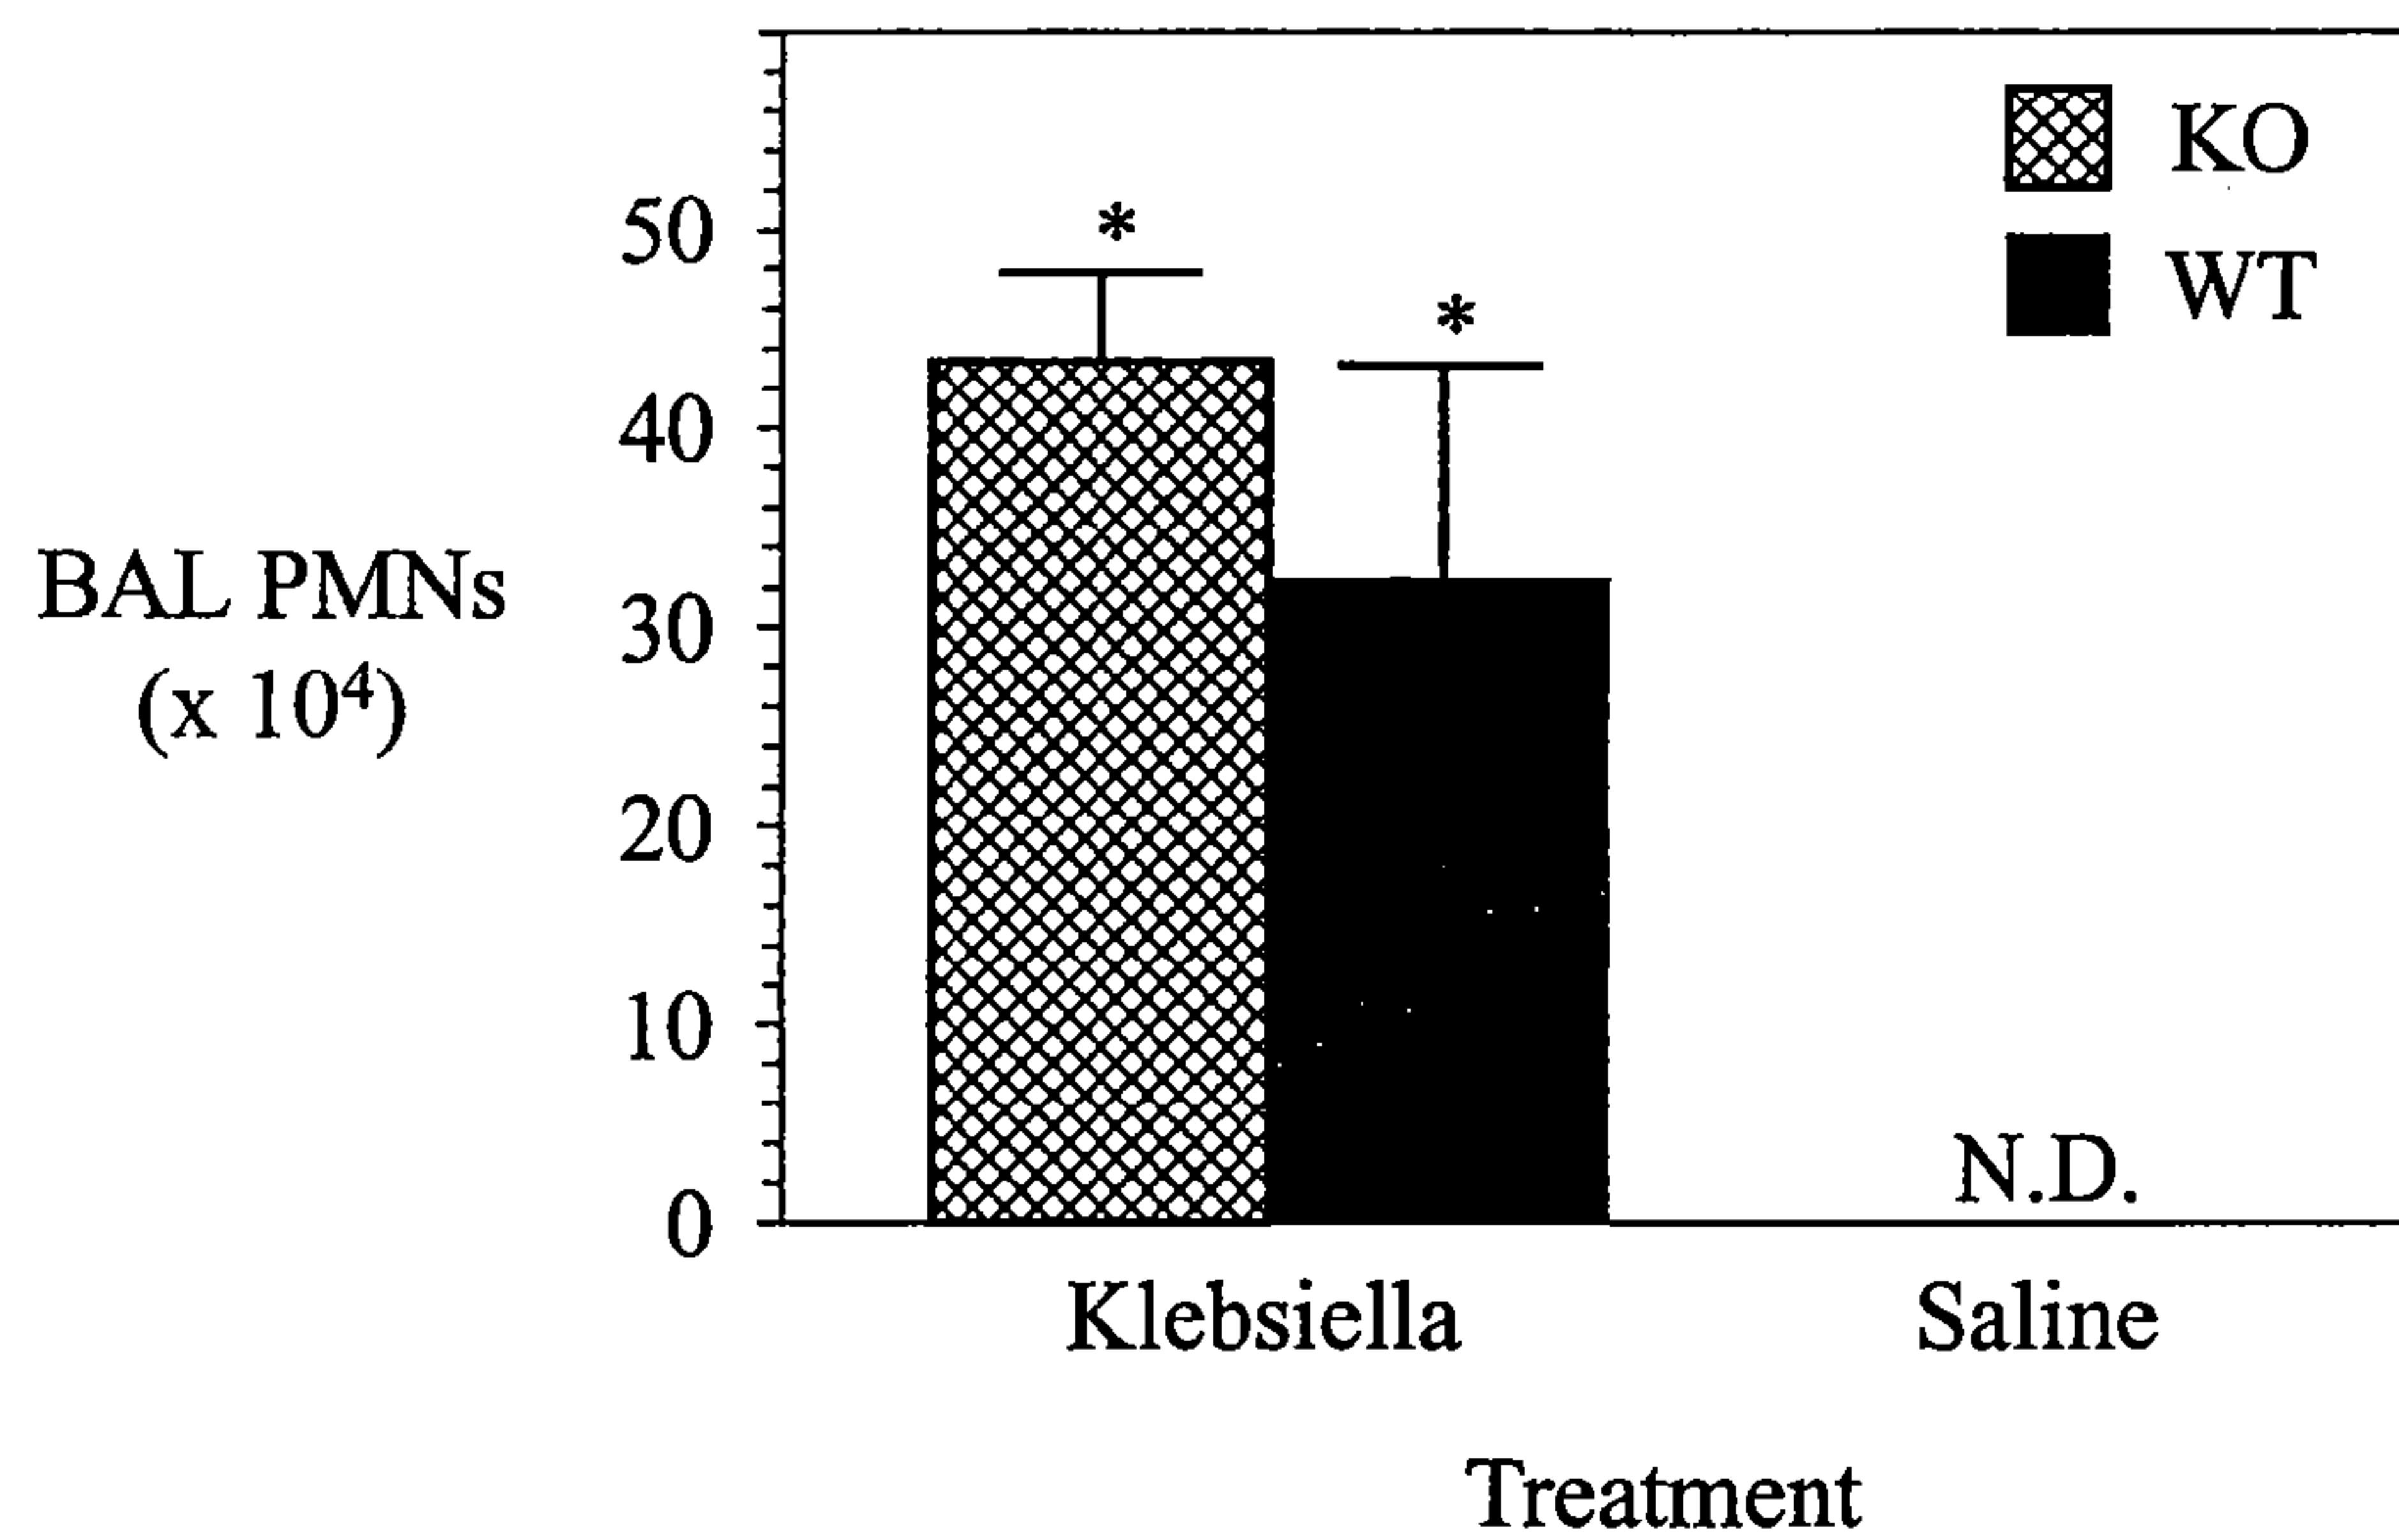 KO
WT
50
*
*
40
30
20
10
0
BAL PMNs
(x 10⁴)
N.D.
Klebsiella
Saline
Treatment